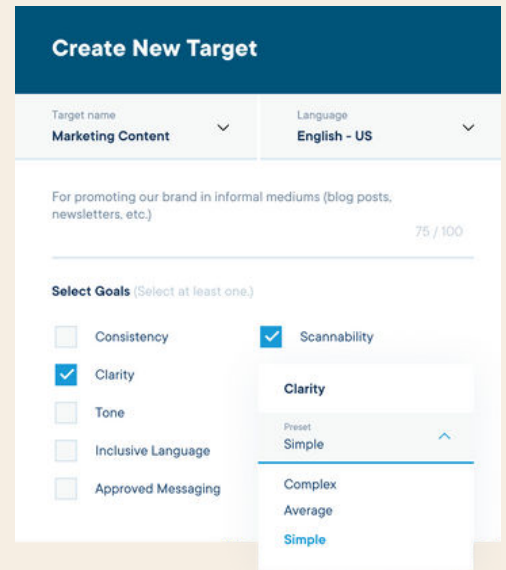 Create New Target
Target name
Marketing Content
Language
English - US
For promoting our brand in informal mediums (blog posts,
newsletters, etc.)
75 / 100
Select Goals (Select at least one.)
Consistency
Scannability
Clarity
Tone
Inclusive Language
Approved Messaging
Clarity
Preset
Simple
Complex
Average
Simple